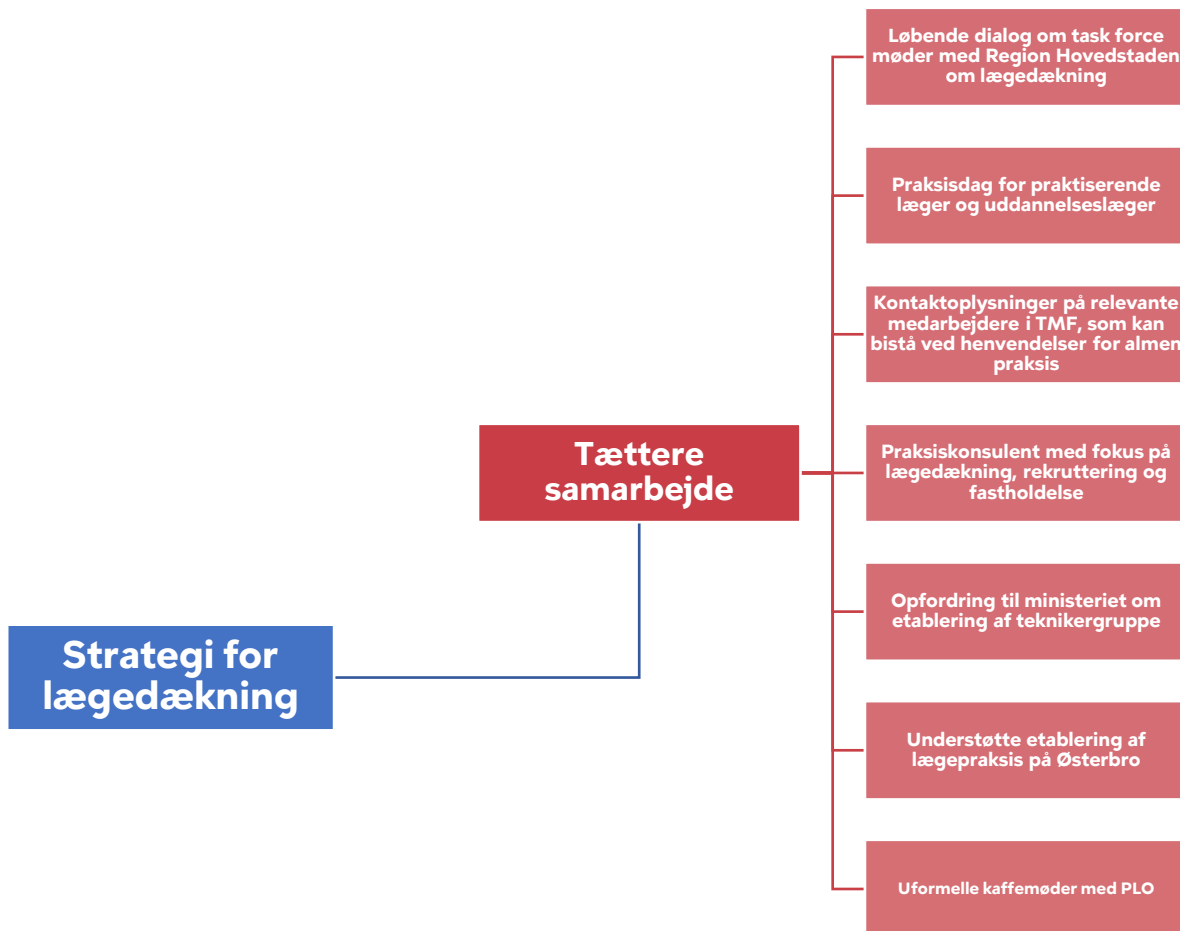 Løbende dialog om task force
møder med Region Hovedstaden
om lægedækning
Praksisdag for praktiserende
læger og uddannelseslæger
Kontaktoplysninger på relevante
medarbejdere i TMF, som kan
bistå ved henvendelser for almen
praksis
Tættere
samarbejde
Praksiskonsulent med fokus på
lægedækning, rekruttering og
fastholdelse
Opfordring til ministeriet om
etablering af teknikergruppe
Strategi for
lægedækning
Understøtte etablering af
lægepraksis på Østerbro
Uformelle kaffemøder med PLO